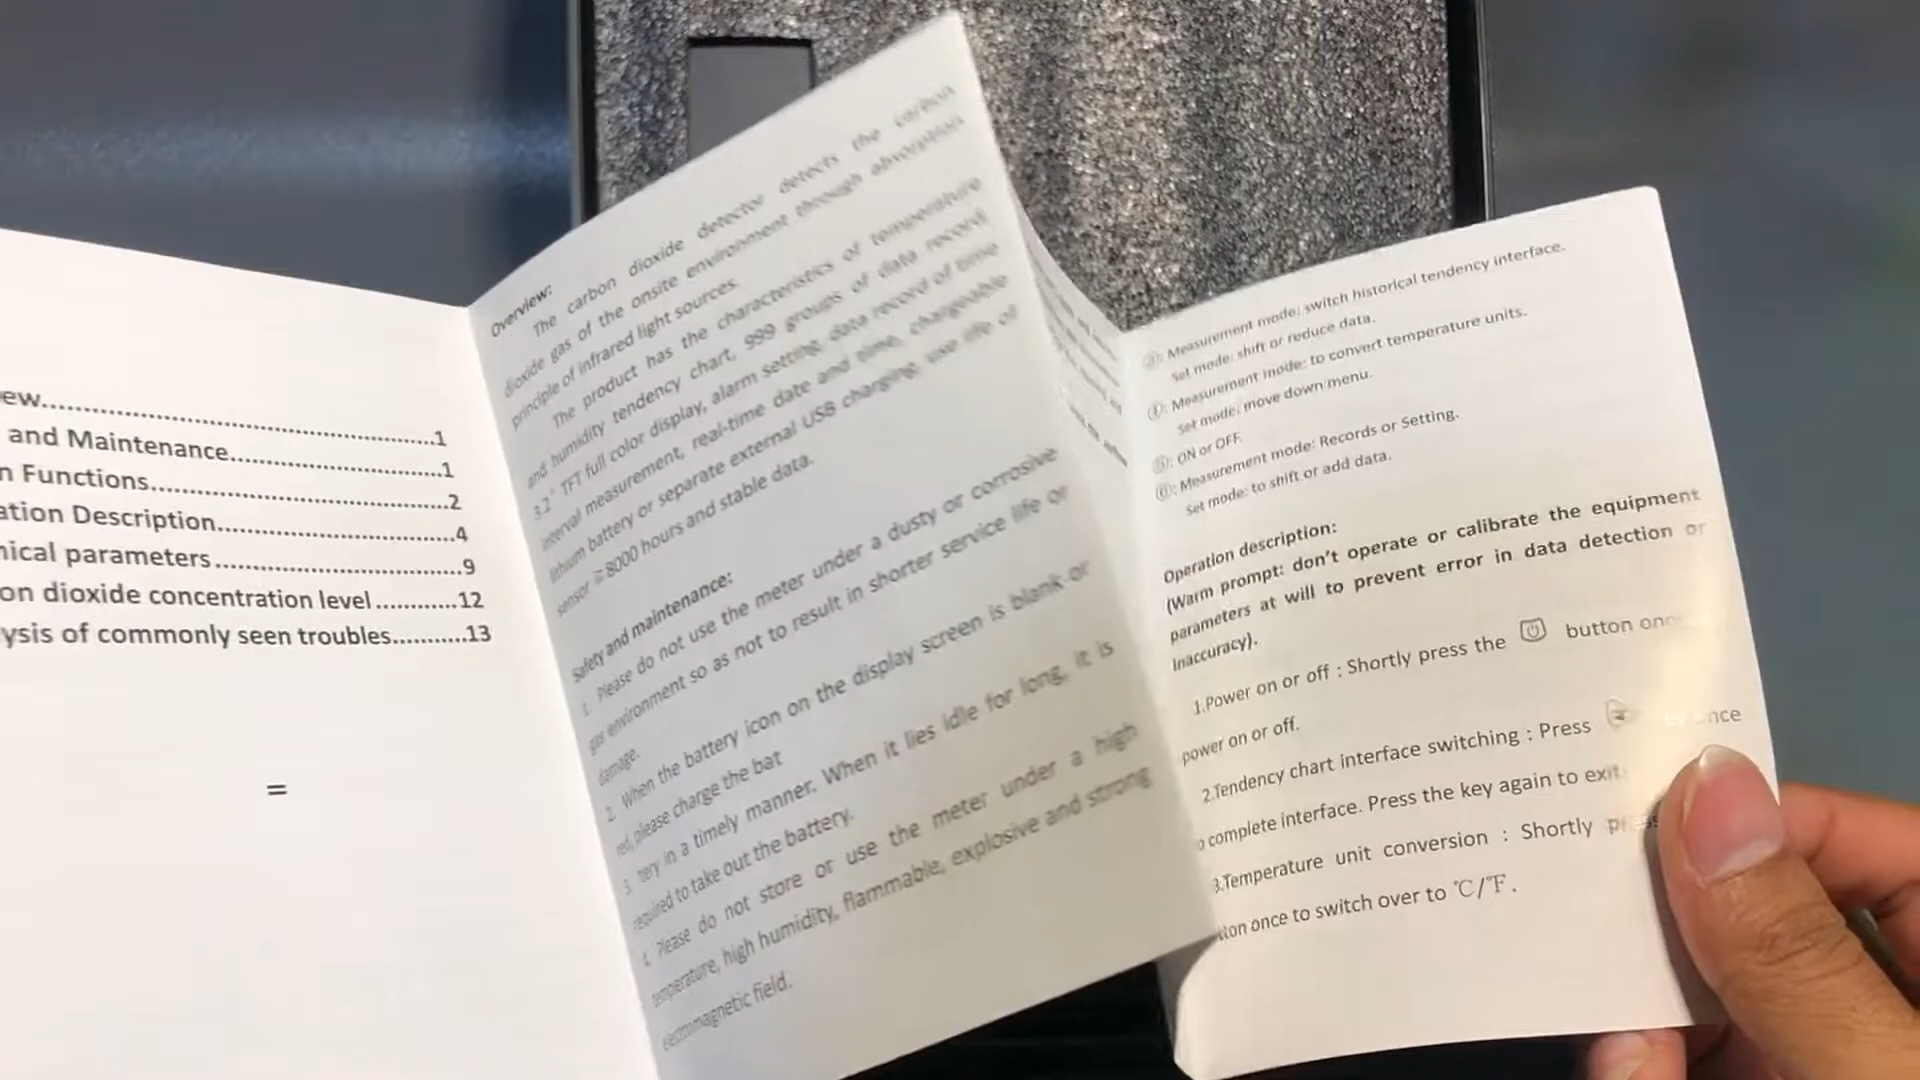 ew....................................................1
and Maintenance..............................1
n Functions..........................................2
ation Description.................................4
nical parameters...................................9
on dioxide concentration level............12
ysis of commonly seen troubles..........13
=
Overview:
The carbon dioxide detector detects the carbon
dioxide gas of the onsite environment through absorption
principle of infrared light sources.
The product has the characteristics of temperature
and humidity tendency chart, 999 groups of data record,
3.2" TFT full color display, alarm setting, data record of time
interval measurement, real-time date and time, chargeable
lithium battery or separate external USB charging, use life of
sensor ≥8000 hours and stable data.
Safety and maintenance:
1. Please do not use the meter under a dusty or corrosive
gas environment so as not to result in shorter service life or
damage.
2. When the battery icon on the display screen is blank or
red, please charge the bat
3. tery in a timely manner. When it lies idle for long, it is
required to take out the battery.
4. Please do not store or use the meter under a high
temperature, high humidity, flammable, explosive and strong
electromagnetic field.
③: Measurement mode: switch historical tendency interface.
Set mode: shift or reduce data.
④: Measurement mode: to convert temperature units.
Set mode: move down menu.
⑤: ON or OFF.
⑥: Measurement mode: Records or Setting.
Set mode: to shift or add data.
Operation description:
(Warm prompt: don't operate or calibrate the equipment
parameters at will to prevent error in data detection or
inaccuracy).
1.Power on or off : Shortly press the button
power on or off.
2.Tendency chart interface switching : Press
complete interface. Press the key again to exit
3.Temperature unit conversion : Shortly
tton once to switch over to ℃/℉.